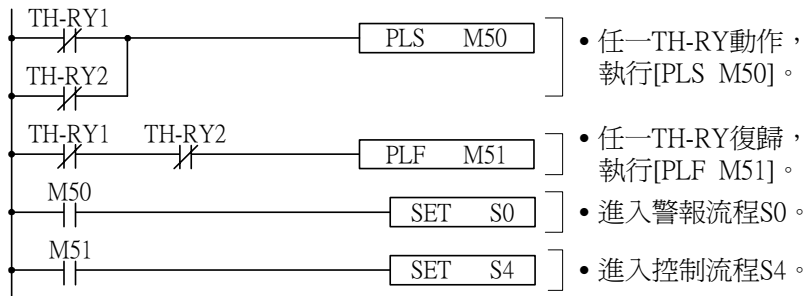 TH-RY1
PLS M50
• 任一TH-RY動作，
執行[PLS M50]。
TH-RY2
TH-RY1 TH-RY2
PLF M51
• 任一TH-RY復歸，
執行[PLF M51]。
M50
SET S0
• 進入警報流程S0。
M51
SET S4
• 進入控制流程S4。